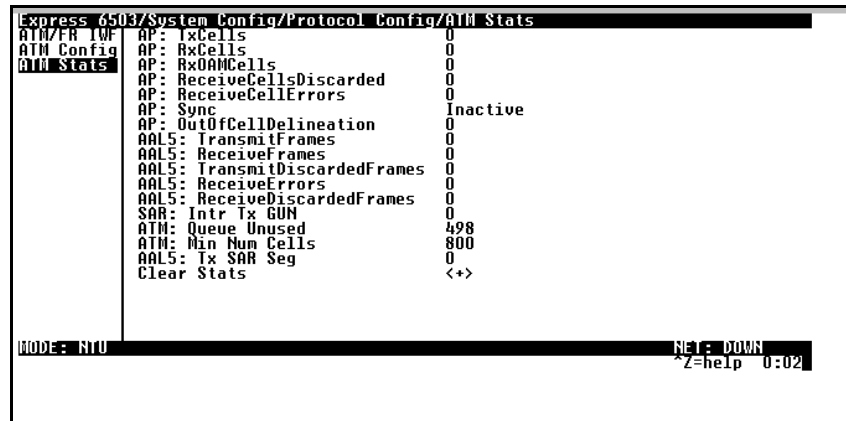 Express 6503/System Config/Protocol Config/ATM Stats
ATM/FR IWF AP: TxCells 0
ATM Config AP: RxCells 0
ATM Stats AP: RxOAMCells 0
AP: ReceiveCellsDiscarded 0
AP: ReceiveCellErrors 0
AP: Sync Inactive
AP: OutOfCellDelineation 0
AAL5: TransmitFrames 0
AAL5: ReceiveFrames 0
AAL5: TransmitDiscardedFrames 0
AAL5: ReceiveErrors 0
AAL5: ReceiveDiscardedFrames 0
SAR: Intr Tx GUN 0
ATM: Queue Unused 498
ATM: Min Num Cells 800
AAL5: Tx SAR Seg 0
Clear Stats <+>
MODE: NTU NET: DOWN
^Z=help 0:02